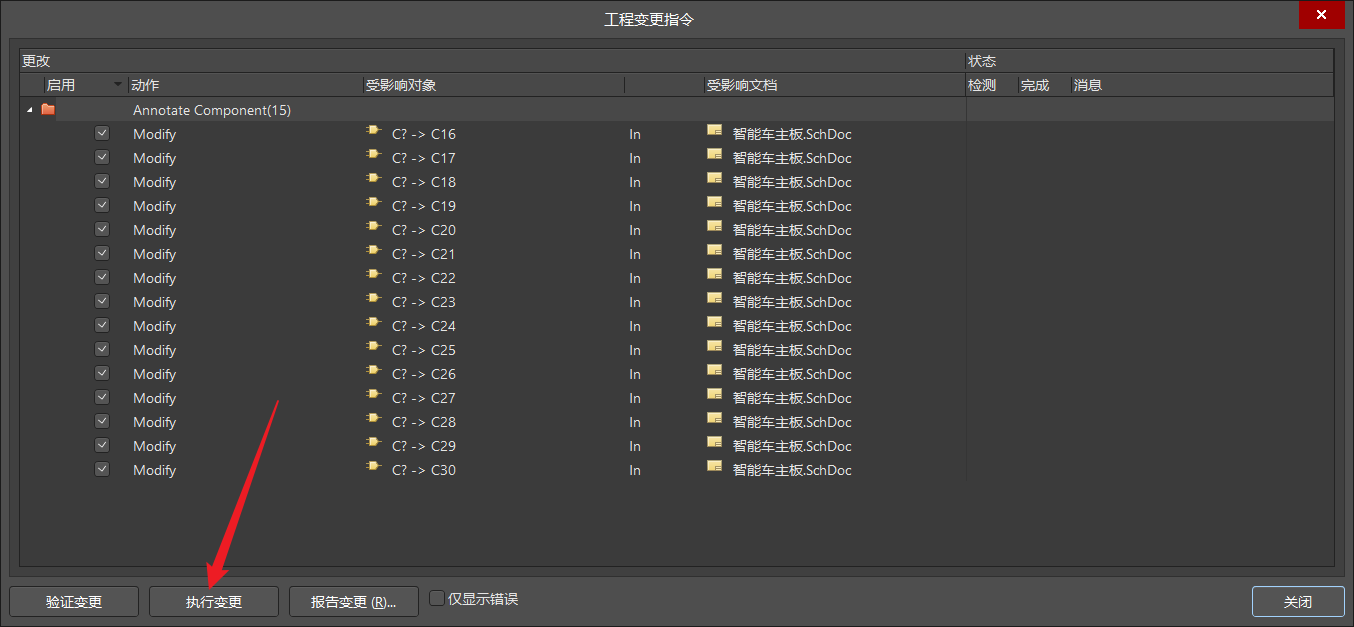 工程变更指令
更改 状态
启用 动作 受影响对象 受影响文档 检测 完成 消息
Annotate Component(15)
Modify C? -> C16 In 智能车主板.SchDoc
Modify C? -> C17 In 智能车主板.SchDoc
Modify C? -> C18 In 智能车主板.SchDoc
Modify C? -> C19 In 智能车主板.SchDoc
Modify C? -> C20 In 智能车主板.SchDoc
Modify C? -> C21 In 智能车主板.SchDoc
Modify C? -> C22 In 智能车主板.SchDoc
Modify C? -> C23 In 智能车主板.SchDoc
Modify C? -> C24 In 智能车主板.SchDoc
Modify C? -> C25 In 智能车主板.SchDoc
Modify C? -> C26 In 智能车主板.SchDoc
Modify C? -> C27 In 智能车主板.SchDoc
Modify C? -> C28 In 智能车主板.SchDoc
Modify C? -> C29 In 智能车主板.SchDoc
Modify C? -> C30 In 智能车主板.SchDoc
验证变更 执行变更 报告变更 (R)... 仅显示错误 关闭